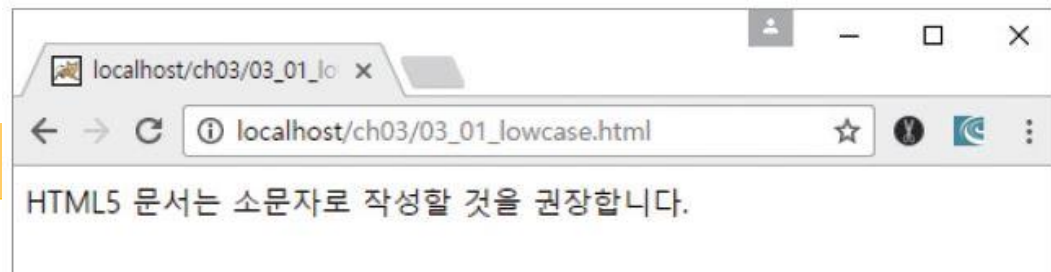 localhost/ch03/03_01_lo
localhost/ch03/03_01_lowcase.html
HTML5 문서는 소문자로 작성할 것을 권장합니다.